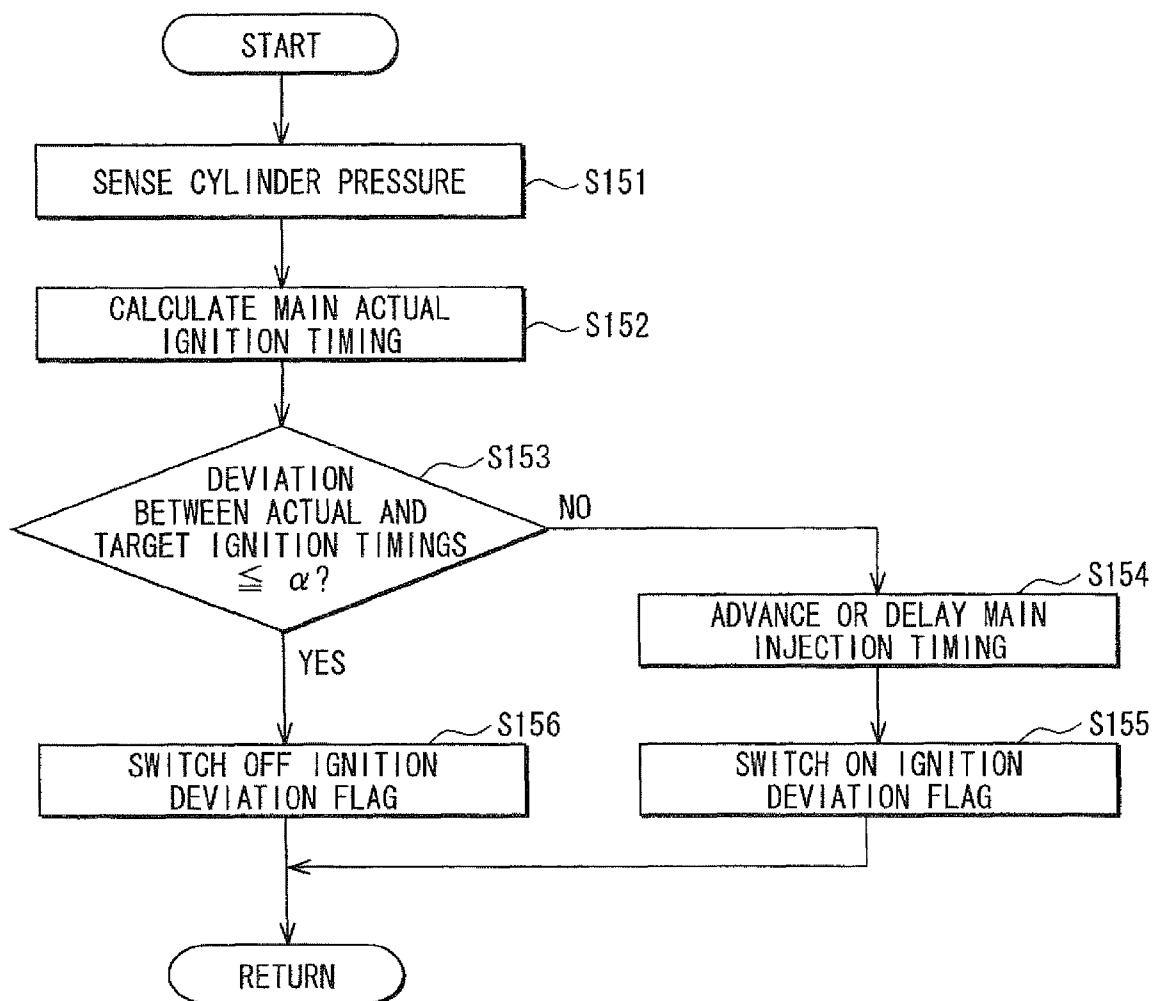 START
SENSE CYLINDER PRESSURE
S151
CALCULATE MAIN ACTUAL
IGNITION TIMING
S152
S153
DEVIATION
BETWEEN ACTUAL AND
TARGET IGNITION TIMINGS
≦ α?
NO
YES
S154
ADVANCE OR DELAY MAIN
INJECTION TIMING
S156
SWITCH OFF IGNITION
DEVIATION FLAG
S155
SWITCH ON IGNITION
DEVIATION FLAG
RETURN